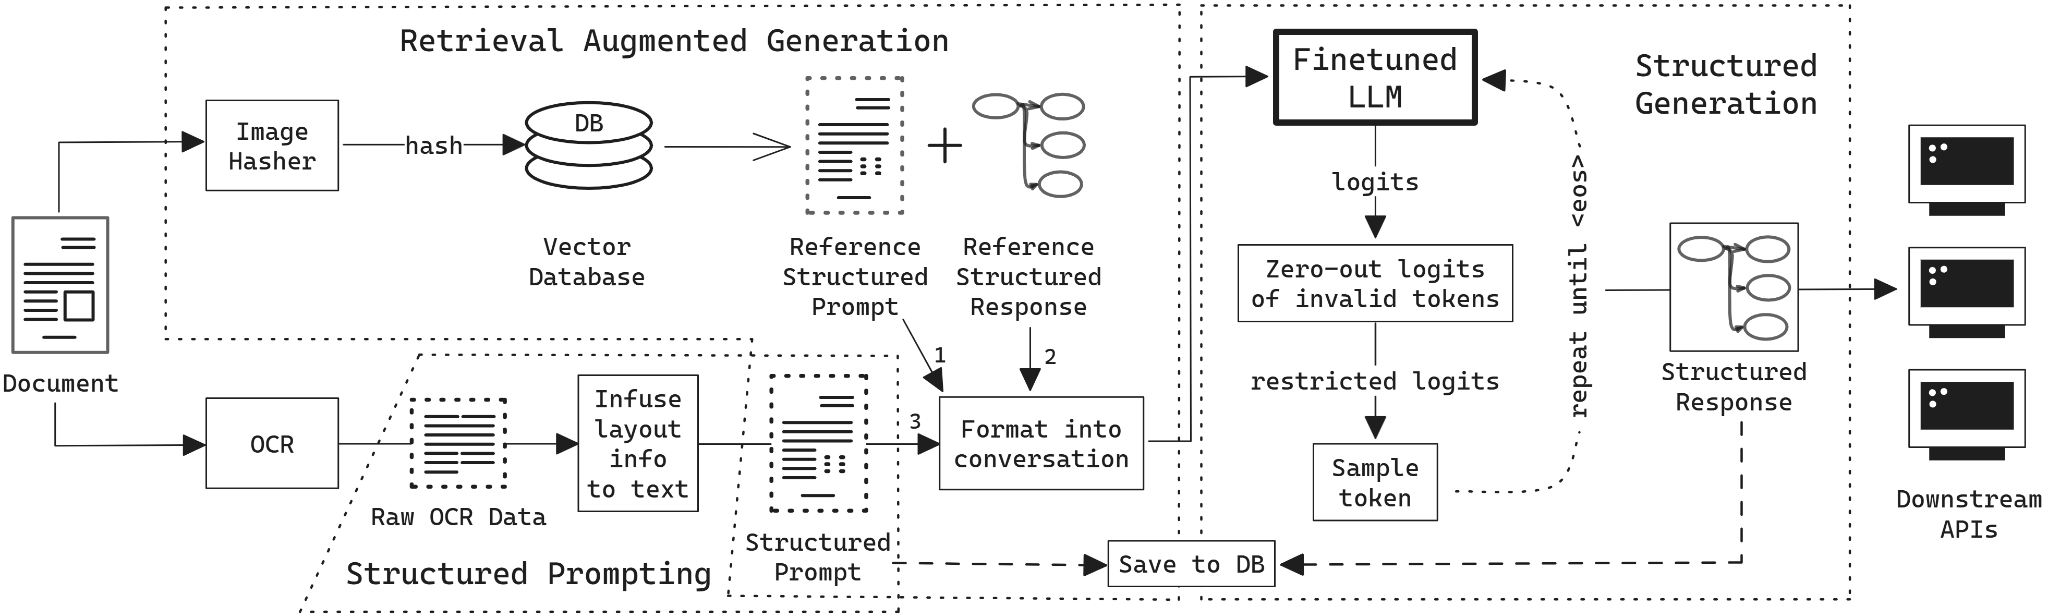 Retrieval Augmented Generation
Image
Hasher
hash
DB
Vector
Database
Reference
Structured
Prompt
+
Reference
Structured
Response
1
2
3
Document
OCR
Raw OCR Data
Infuse
layout
info
to text
Structured Prompting
Structured
Prompt
Format into
conversation
Save to DB
Finetuned
LLM
Structured
Generation
logits
Zero-out logits
of invalid tokens
restricted logits
Sample
token
repeat until <eos>
Structured
Response
Downstream
APIs